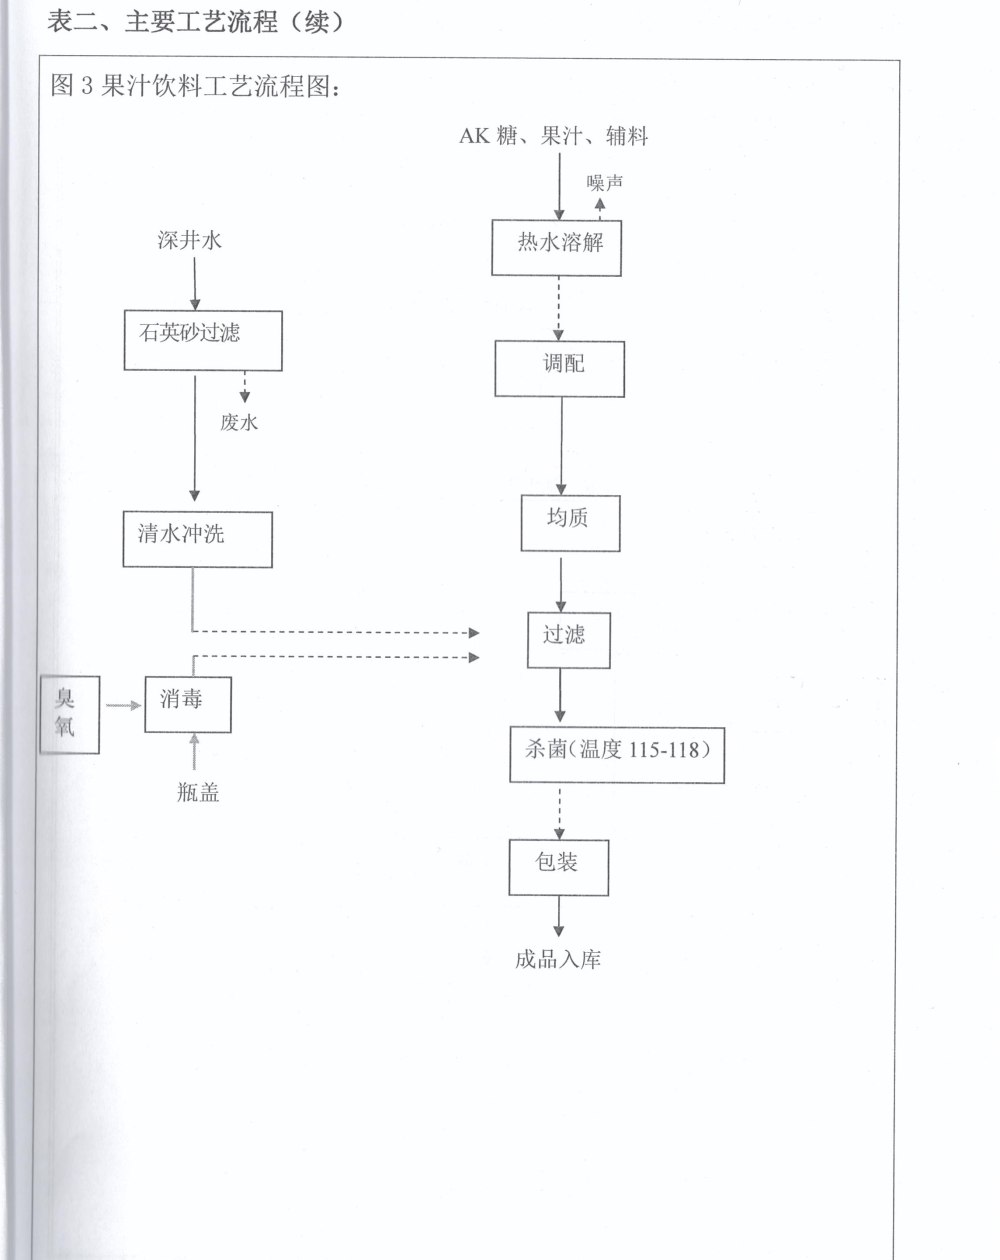 表二、主要工艺流程（续）
图 3 果汁饮料工艺流程图：
AK 糖、果汁、辅料
噪声
热水溶解
深井水
石英砂过滤
调配
废水
均质
清水冲洗
过滤
臭
氧
消毒
杀菌（温度 115-118）
瓶盖
包装
成品入库